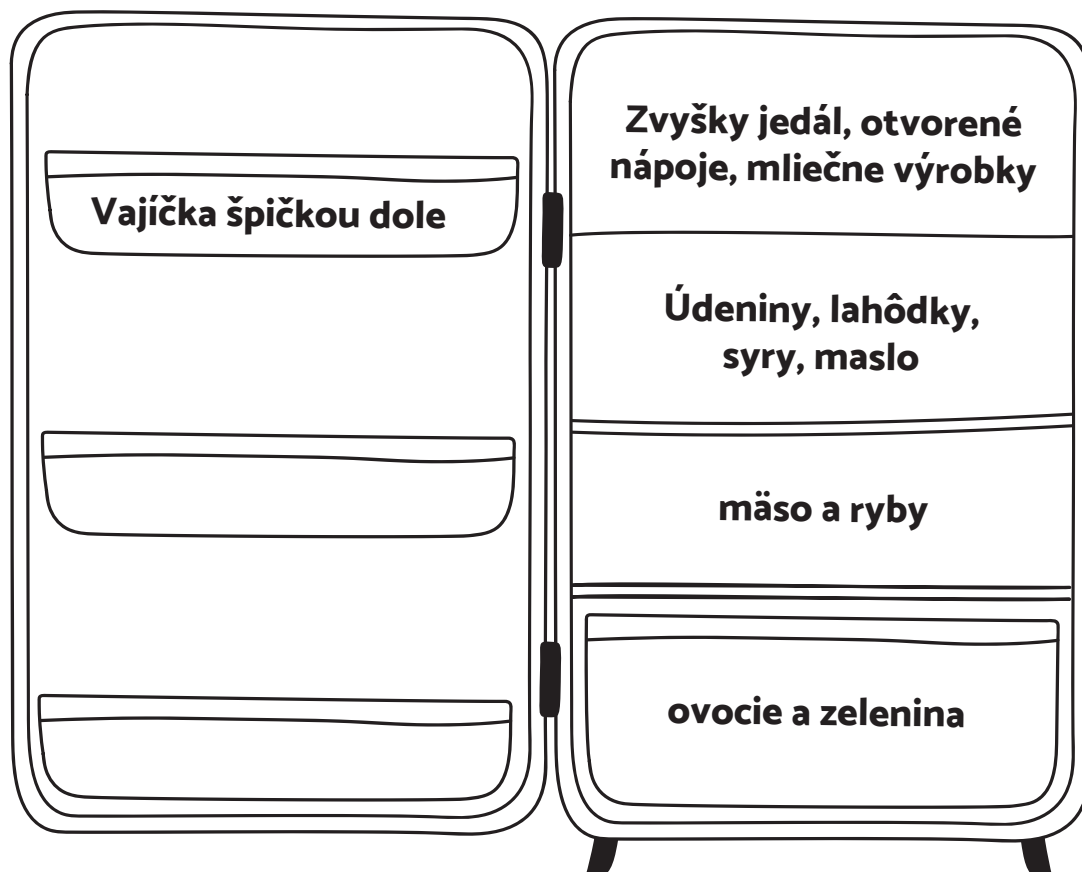 Vajíčka špičkou dole
Zvyšky jedál, otvorené
nápoje, mliečne výrobky
Údeniny, lahôdky,
syry, maslo
mäso a ryby
ovocie a zelenina